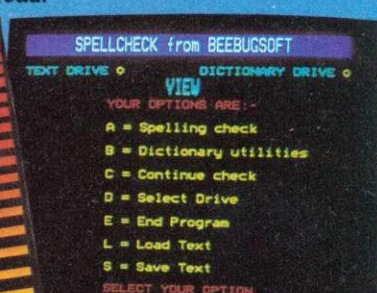 SPELLCHECK from BEEBUGSOFT
TEXT DRIVE 0 DICTIONARY DRIVE 0
VIEW
YOUR OPTIONS ARE:-
A = Spelling check
B = Dictionary utilities
C = Continue check
D = Select Drive
E = End Program
L = Load Text
S = Save Text
SELECT YOUR OPTION